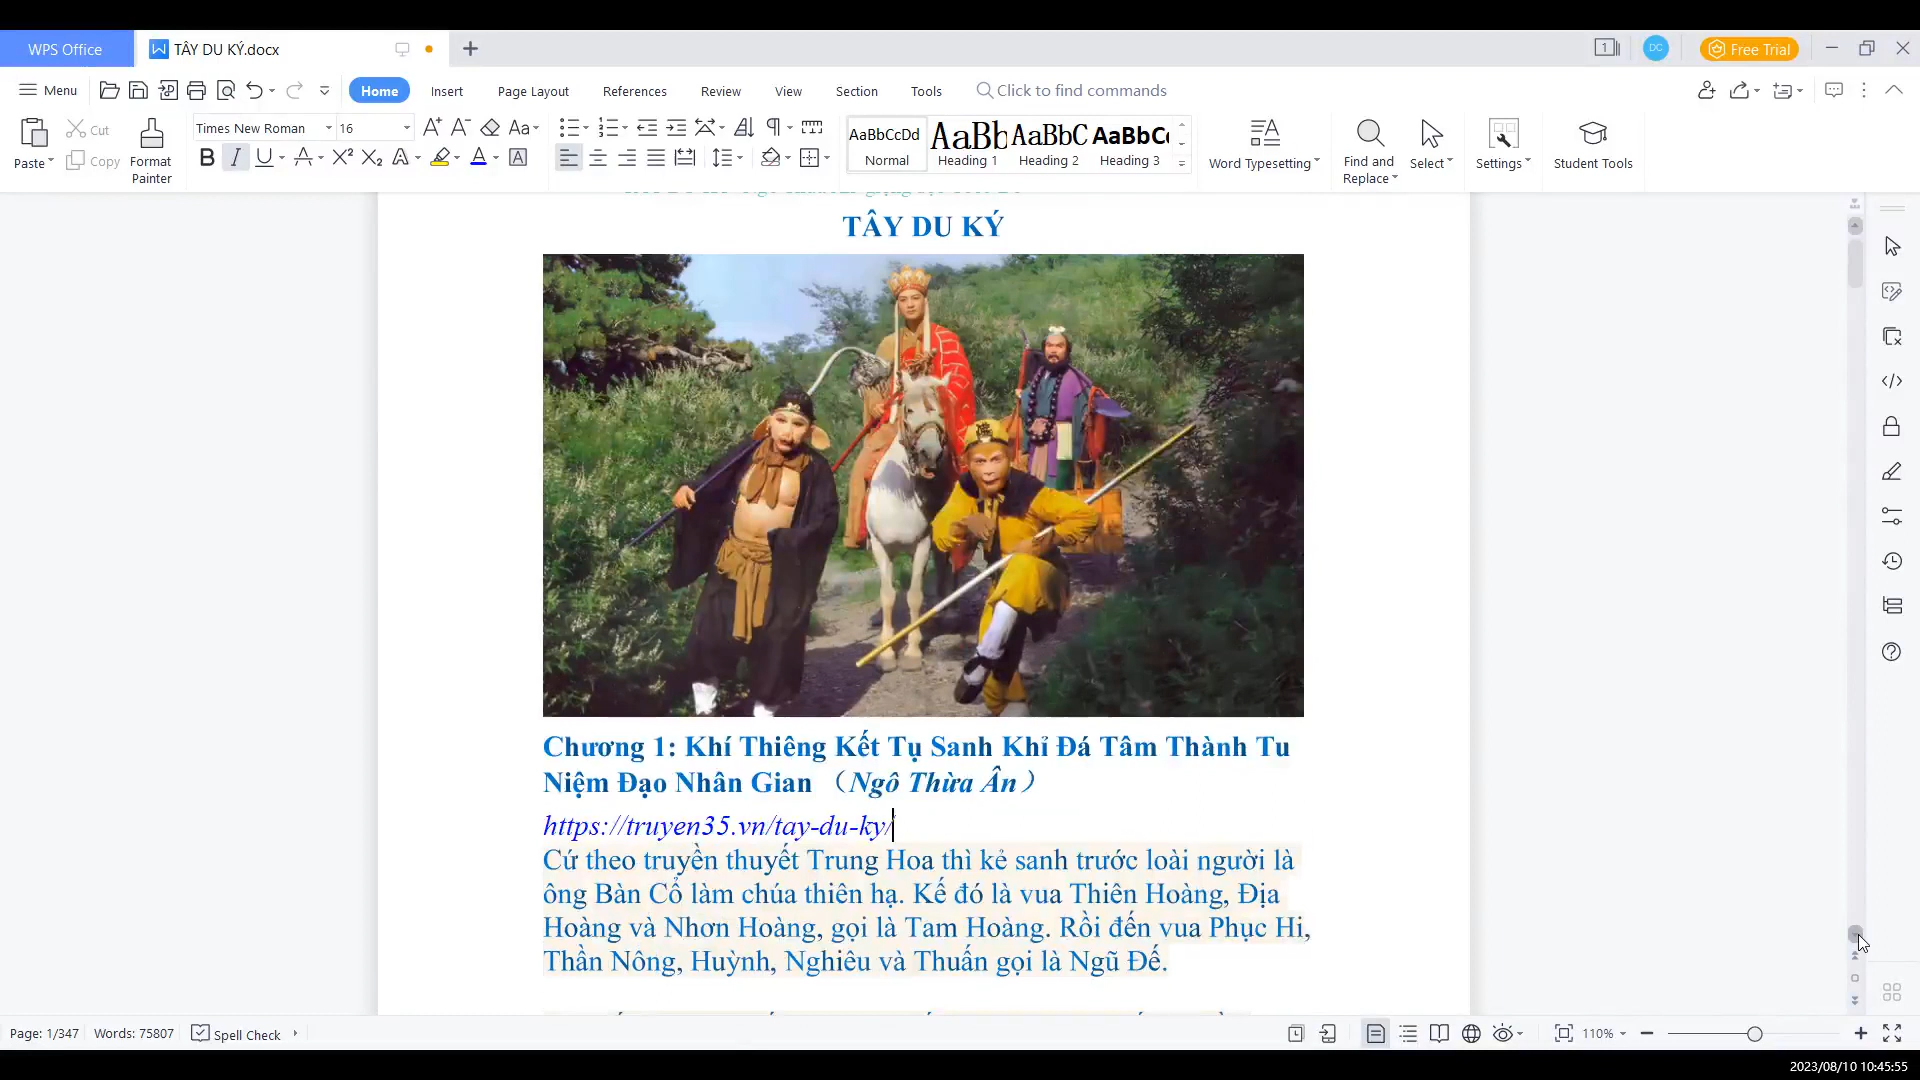 WPS Office
TÂY DU KÝ.docx
1
DC
Free Trial
Menu
Home
Insert
Page Layout
References
Review
View
Section
Tools
Click to find commands
Paste
Cut
Copy
Format Painter
Times New Roman
16
AaBbCcDd
Normal
AaBb
Heading 1
AaBbC
Heading 2
AaBbCc
Heading 3
Word Typesetting
Find and Replace
Select
Settings
Student Tools
TÂY DU KÝ
Chương 1: Khí Thiêng Kết Tụ Sanh Khỉ Đá Tâm Thành Tu
Niệm Đạo Nhân Gian （Ngô Thừa Ân）
https://truyen35.vn/tay-du-ky/
Cứ theo truyền thuyết Trung Hoa thì kẻ sanh trước loài người là
ông Bàn Cổ làm chúa thiên hạ. Kế đó là vua Thiên Hoàng, Địa
Hoàng và Nhơn Hoàng, gọi là Tam Hoàng. Rồi đến vua Phục Hi,
Thần Nông, Huỳnh, Nghiêu và Thuấn gọi là Ngũ Đế.
Page: 1/347
Words: 75807
Spell Check
110%
2023/08/10 10:45:55